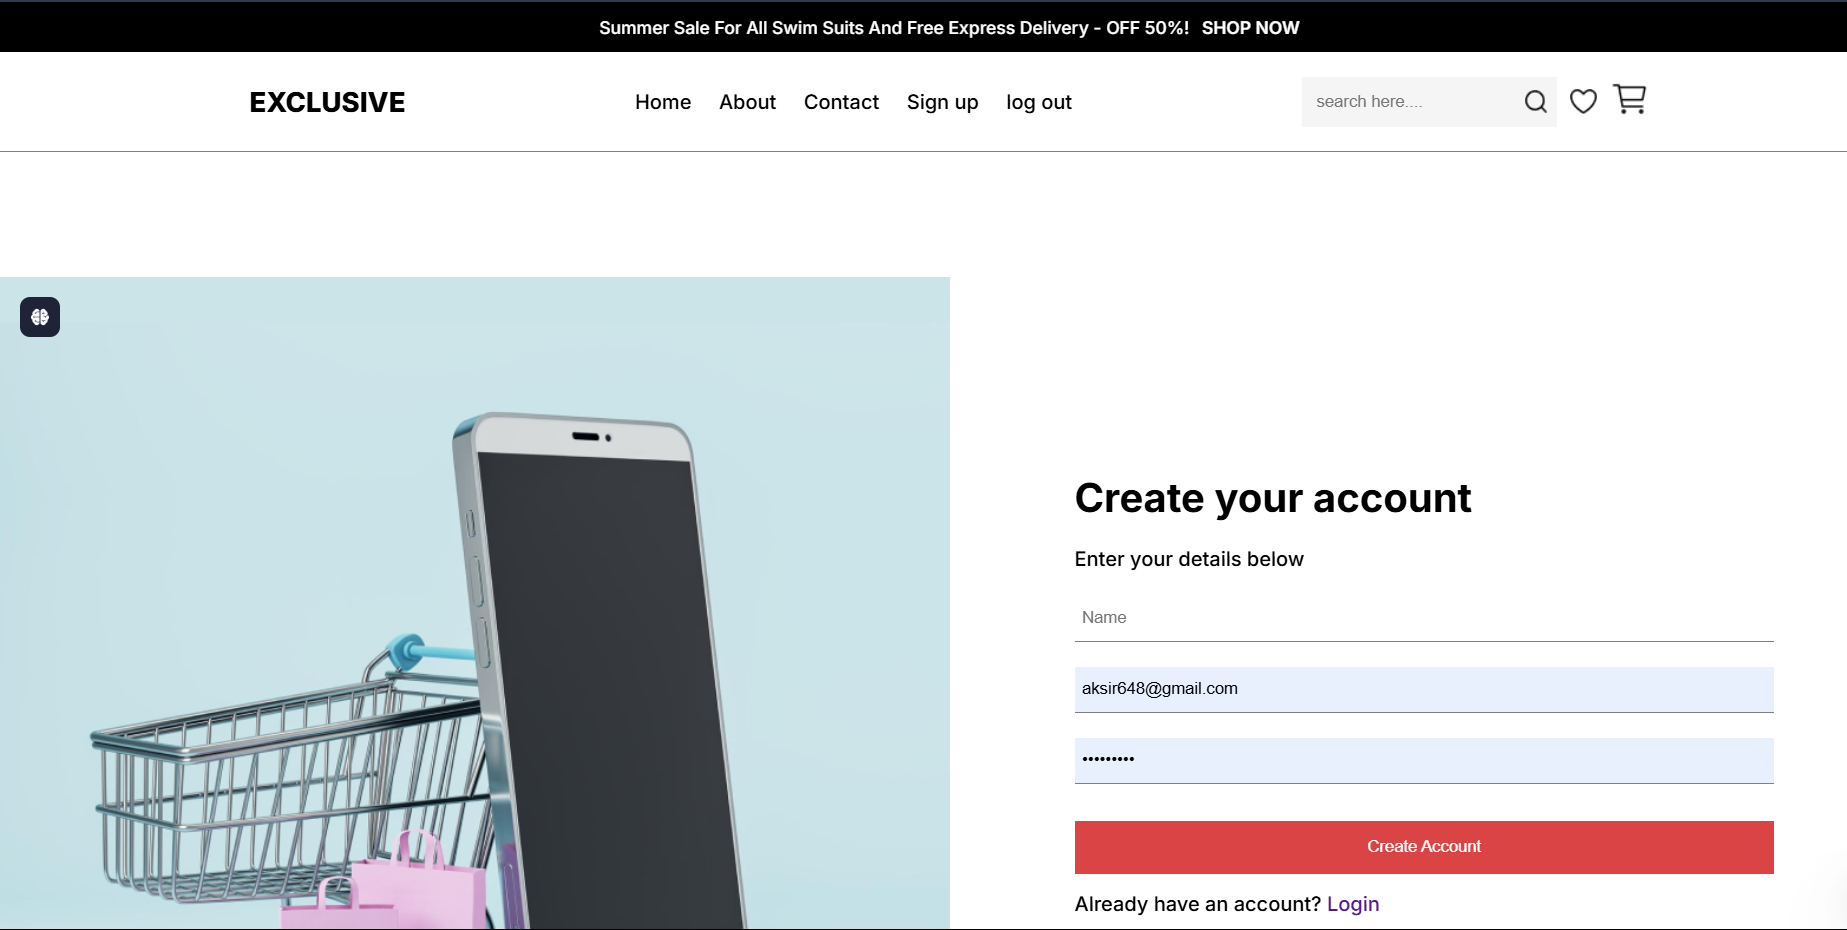 Summer Sale For All Swim Suits And Free Express Delivery - OFF 50%! SHOP NOW
EXCLUSIVE
Home About Contact Sign up log out
search here....
Create your account
Enter your details below
Name
aksir648@gmail.com
•••••••••
Create Account
Already have an account? Login